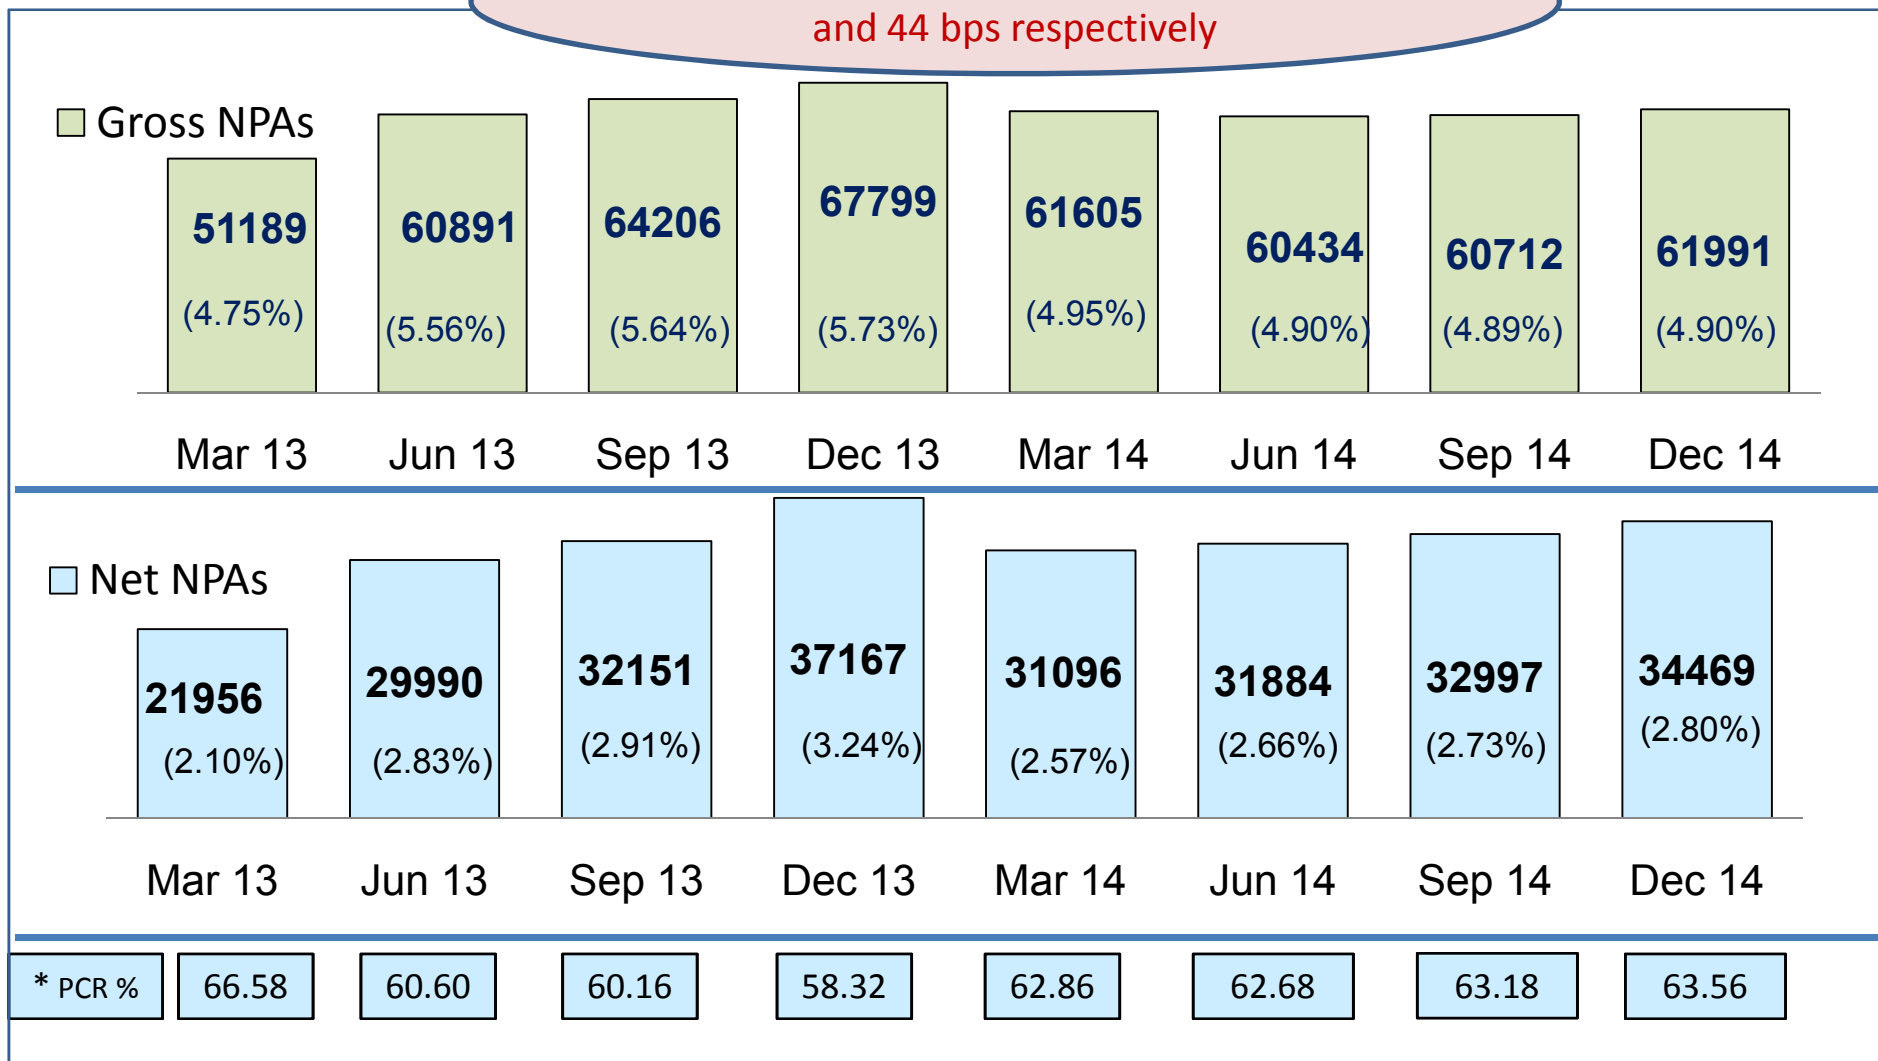 and 44 bps respectively
Gross NPAs
51189 60891 64206 67799 61605 60434 60712 61991
(4.75%) (5.56%) (5.64%) (5.73%) (4.95%) (4.90%) (4.89%) (4.90%)
Mar 13 Jun 13 Sep 13 Dec 13 Mar 14 Jun 14 Sep 14 Dec 14
Net NPAs
21956 29990 32151 37167 31096 31884 32997 34469
(2.10%) (2.83%) (2.91%) (3.24%) (2.57%) (2.66%) (2.73%) (2.80%)
Mar 13 Jun 13 Sep 13 Dec 13 Mar 14 Jun 14 Sep 14 Dec 14
* PCR % 66.58 60.60 60.16 58.32 62.86 62.68 63.18 63.56